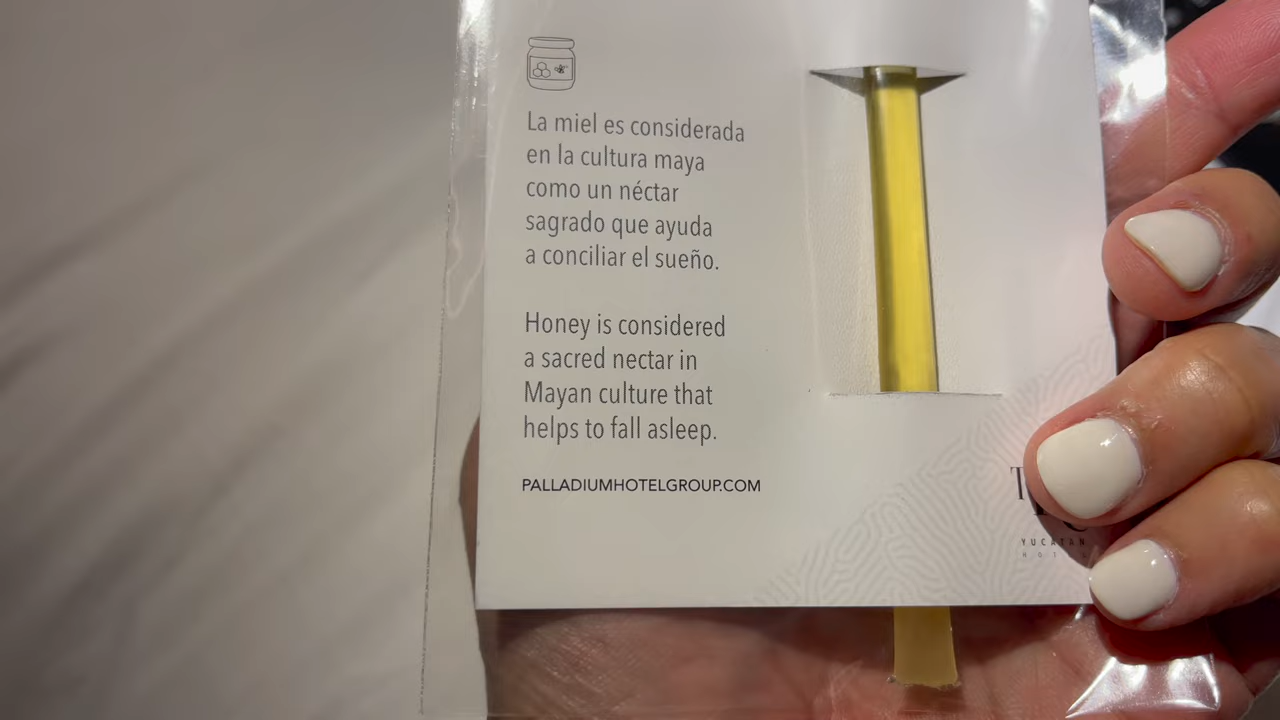 La miel es considerada
en la cultura maya
como un néctar
sagrado que ayuda
a conciliar el sueño.
Honey is considered
a sacred nectar in
Mayan culture that
helps to fall asleep.
PALLADIUMHOTELGROUP.COM
YUCATAN